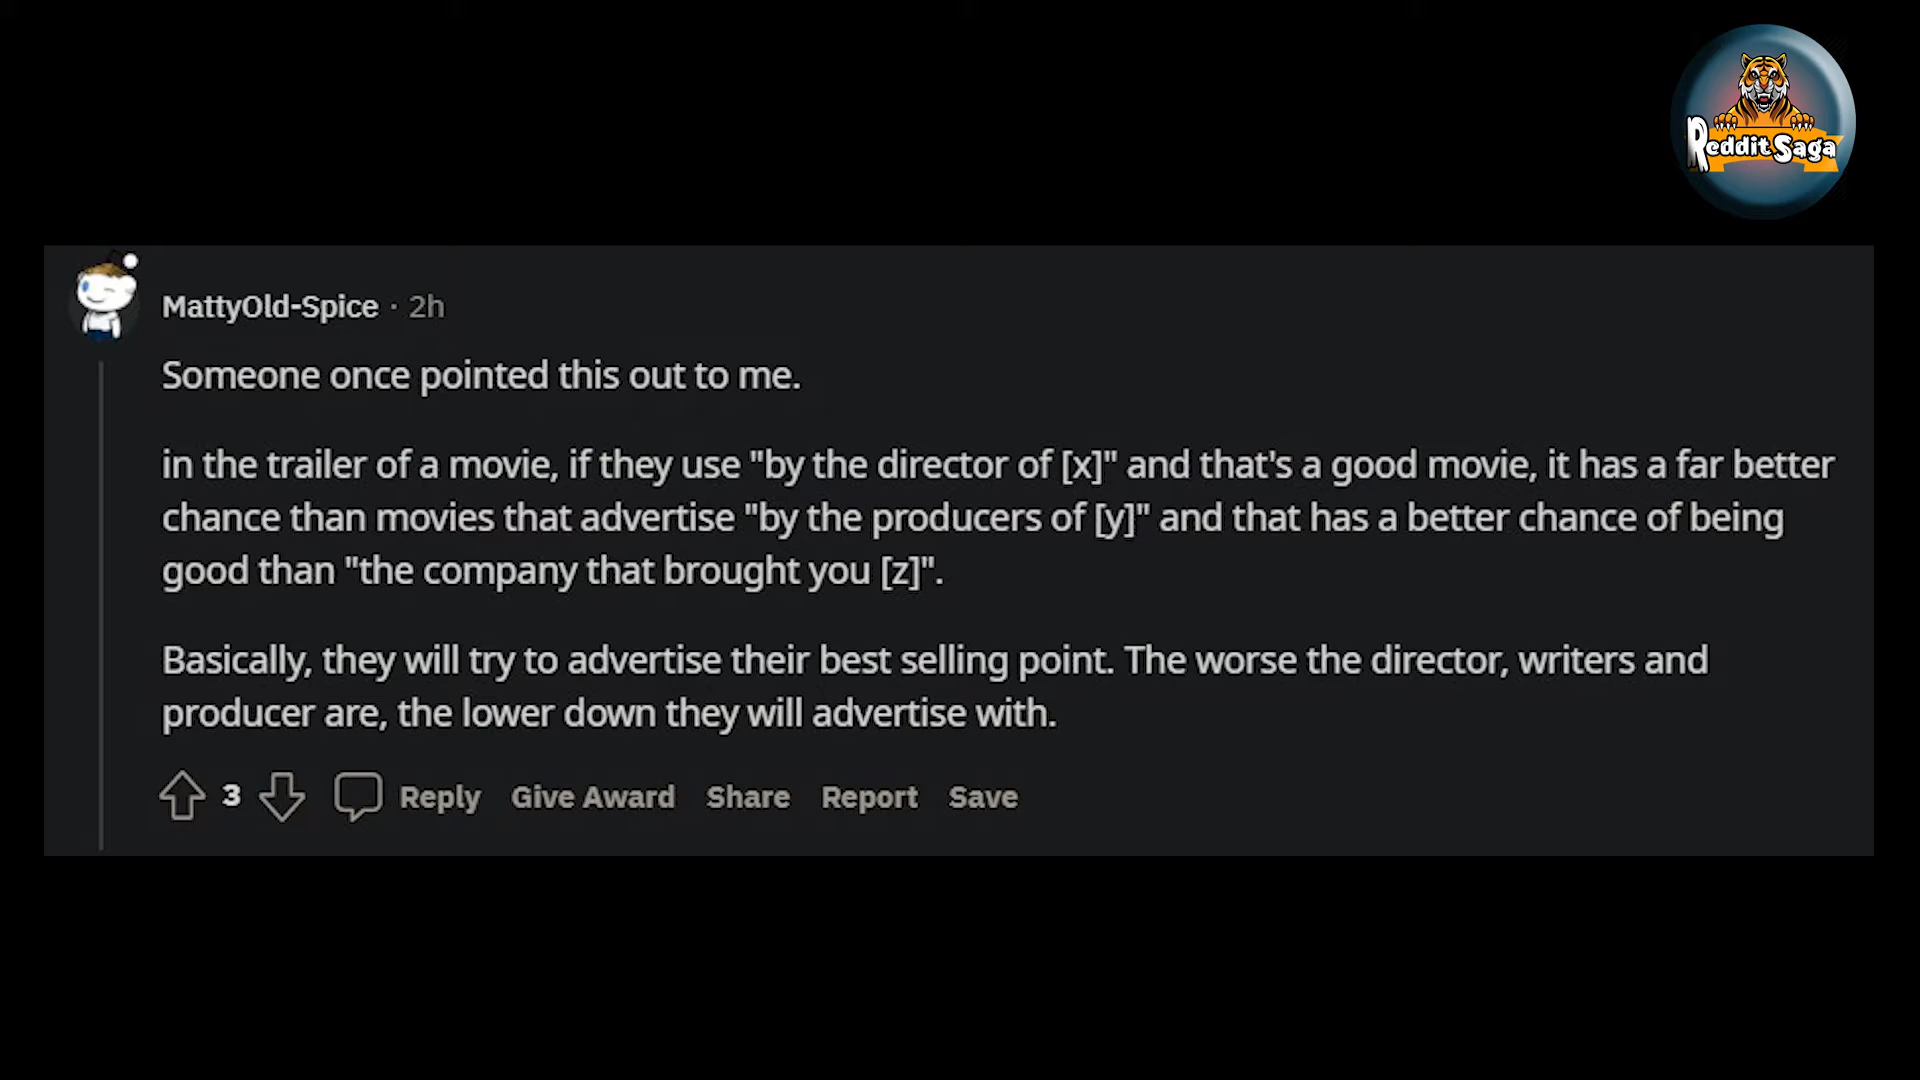 Reddit Saga
MattyOld-Spice · 2h
Someone once pointed this out to me.
in the trailer of a movie, if they use "by the director of [x]" and that's a good movie, it has a far better
chance than movies that advertise "by the producers of [y]" and that has a better chance of being
good than "the company that brought you [z]".
Basically, they will try to advertise their best selling point. The worse the director, writers and
producer are, the lower down they will advertise with.
3 Reply Give Award Share Report Save